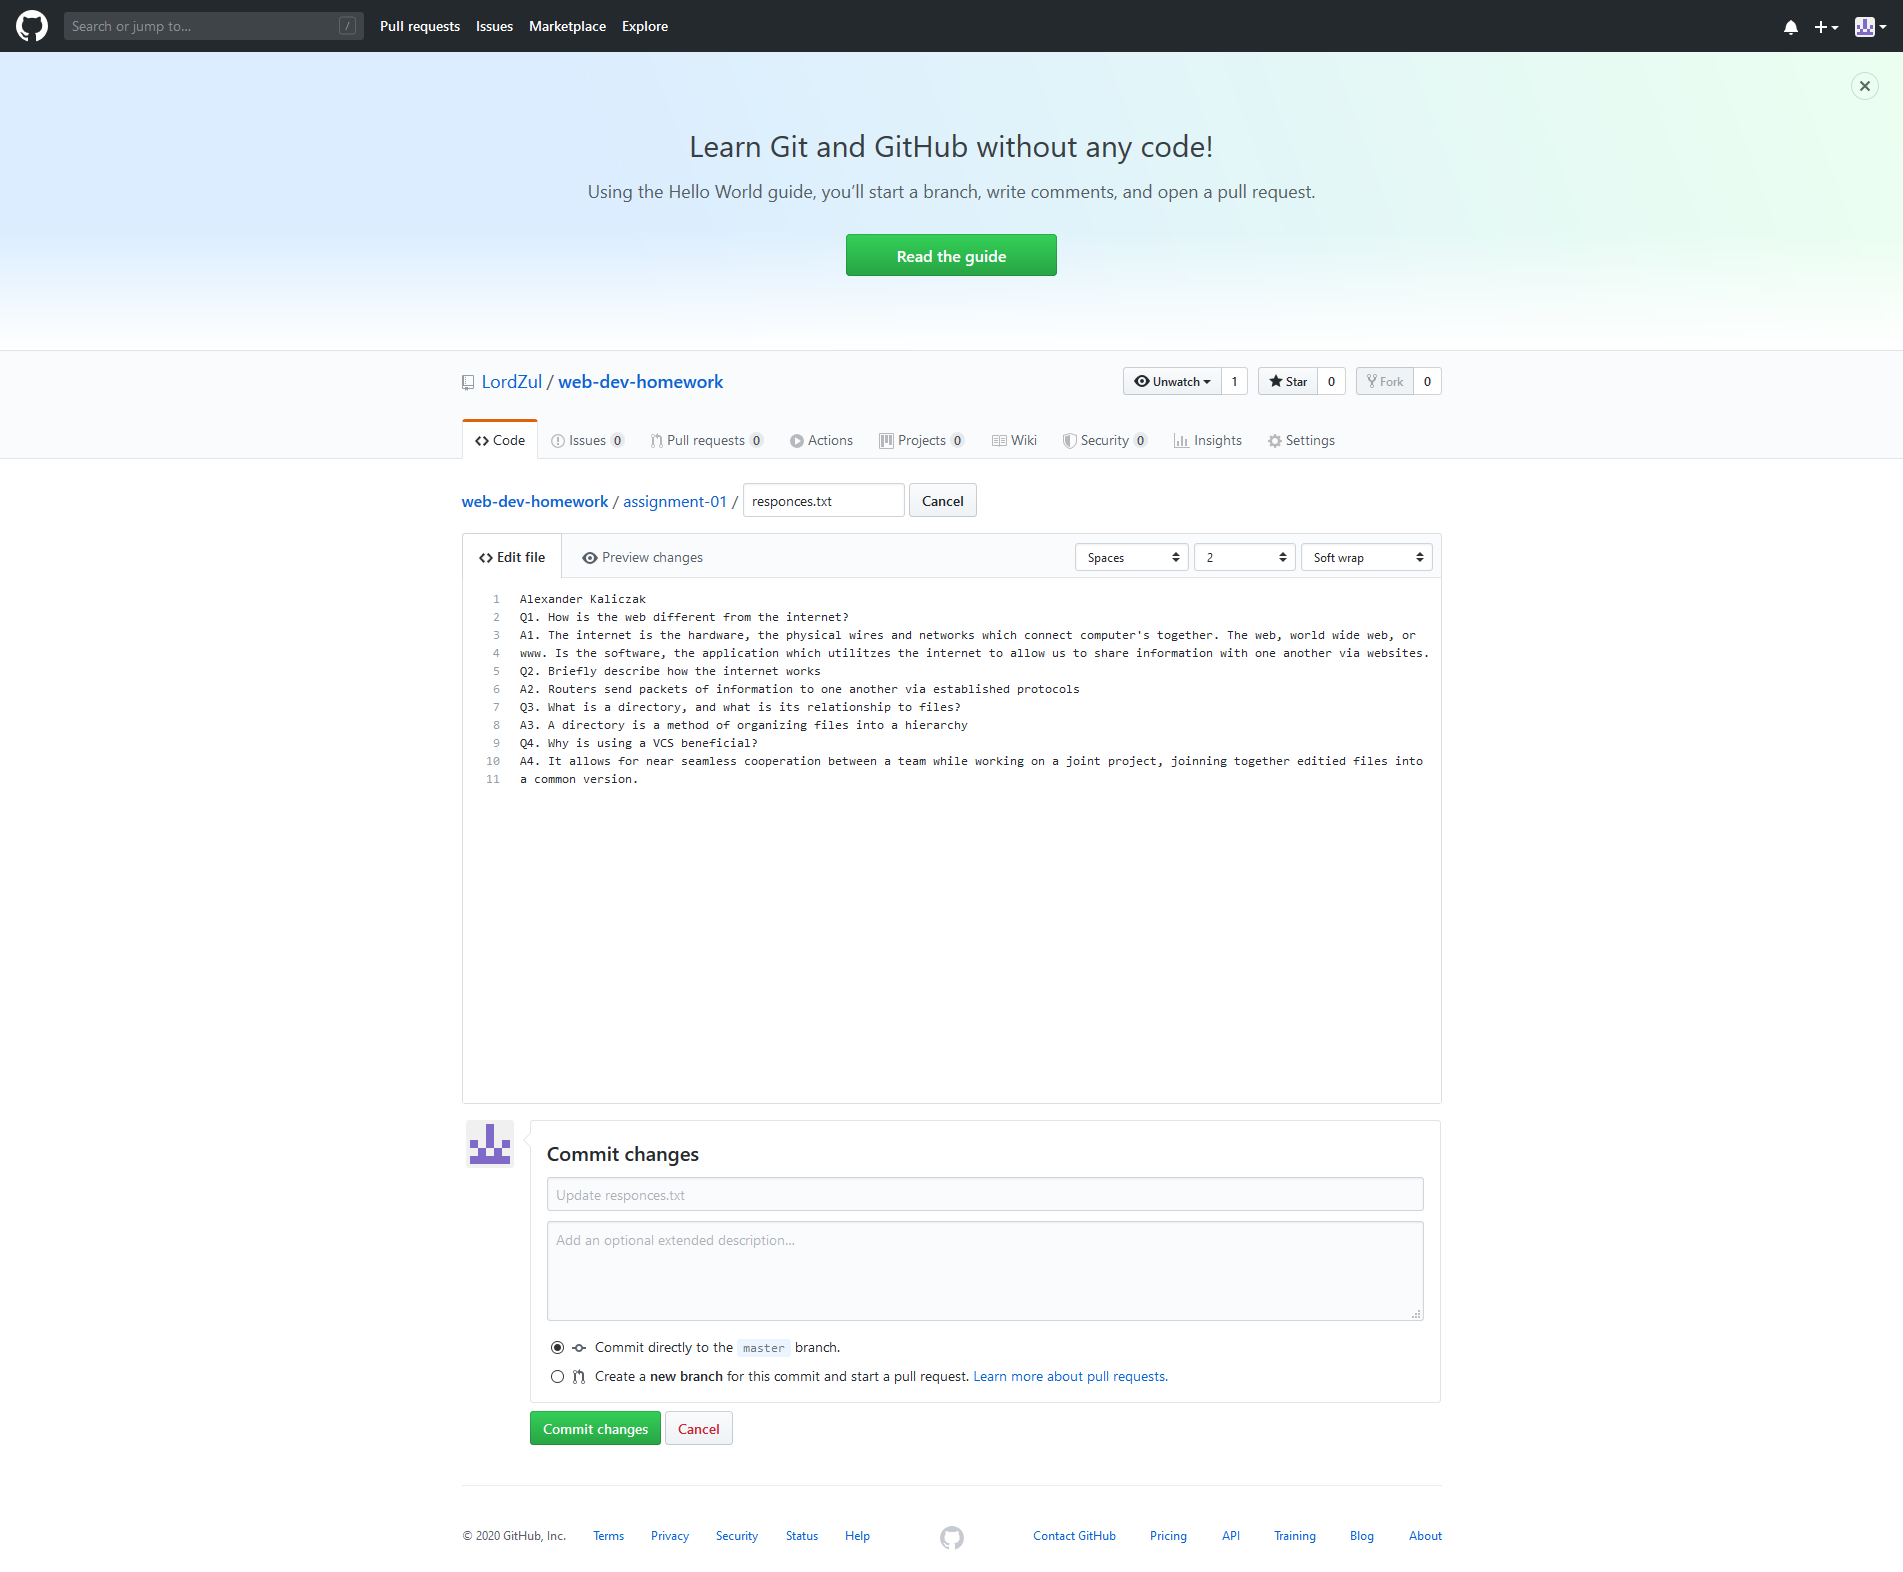 Search or jump to... /
Pull requests Issues Marketplace Explore
Learn Git and GitHub without any code!
Using the Hello World guide, you’ll start a branch, write comments, and open a pull request.
Read the guide
LordZul / web-dev-homework
Unwatch 1 Star 0 Fork 0
Code Issues 0 Pull requests 0 Actions Projects 0 Wiki Security 0 Insights Settings
web-dev-homework / assignment-01 / responces.txt Cancel
Edit file Preview changes Spaces 2 Soft wrap
1 Alexander Kaliczak
2 Q1. How is the web different from the internet?
3 A1. The internet is the hardware, the physical wires and networks which connect computer's together. The web, world wide web, or
4 www. Is the software, the application which utilitzes the internet to allow us to share information with one another via websites.
5 Q2. Briefly describe how the internet works
6 A2. Routers send packets of information to one another via established protocols
7 Q3. What is a directory, and what is its relationship to files?
8 A3. A directory is a method of organizing files into a hierarchy
9 Q4. Why is using a VCS beneficial?
10 A4. It allows for near seamless cooperation between a team while working on a joint project, joinning together editied files into
11 a common version.
Commit changes
Update responces.txt
Add an optional extended description...
Commit directly to the master branch.
Create a new branch for this commit and start a pull request. Learn more about pull requests.
Commit changes Cancel
© 2020 GitHub, Inc. Terms Privacy Security Status Help Contact GitHub Pricing API Training Blog About